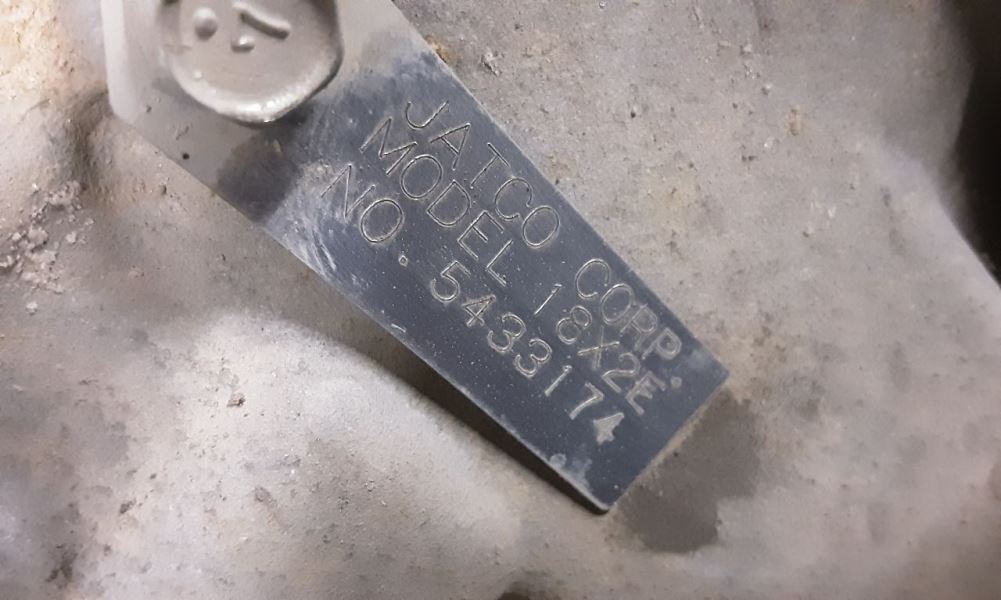 JATCO CORP.
MODEL 18X2E
NO. 5433174